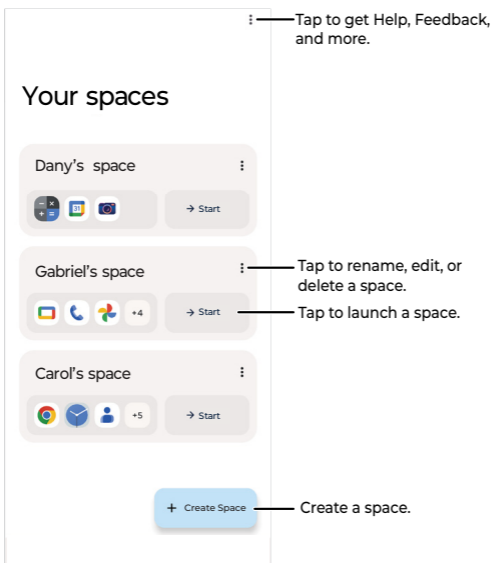 Tap to get Help, Feedback,
and more.
Your spaces
Dany's space
31
→ Start
Gabriel's space
Tap to rename, edit, or
delete a space.
+4
→ Start
Tap to launch a space.
Carol's space
+5
→ Start
+ Create Space
Create a space.